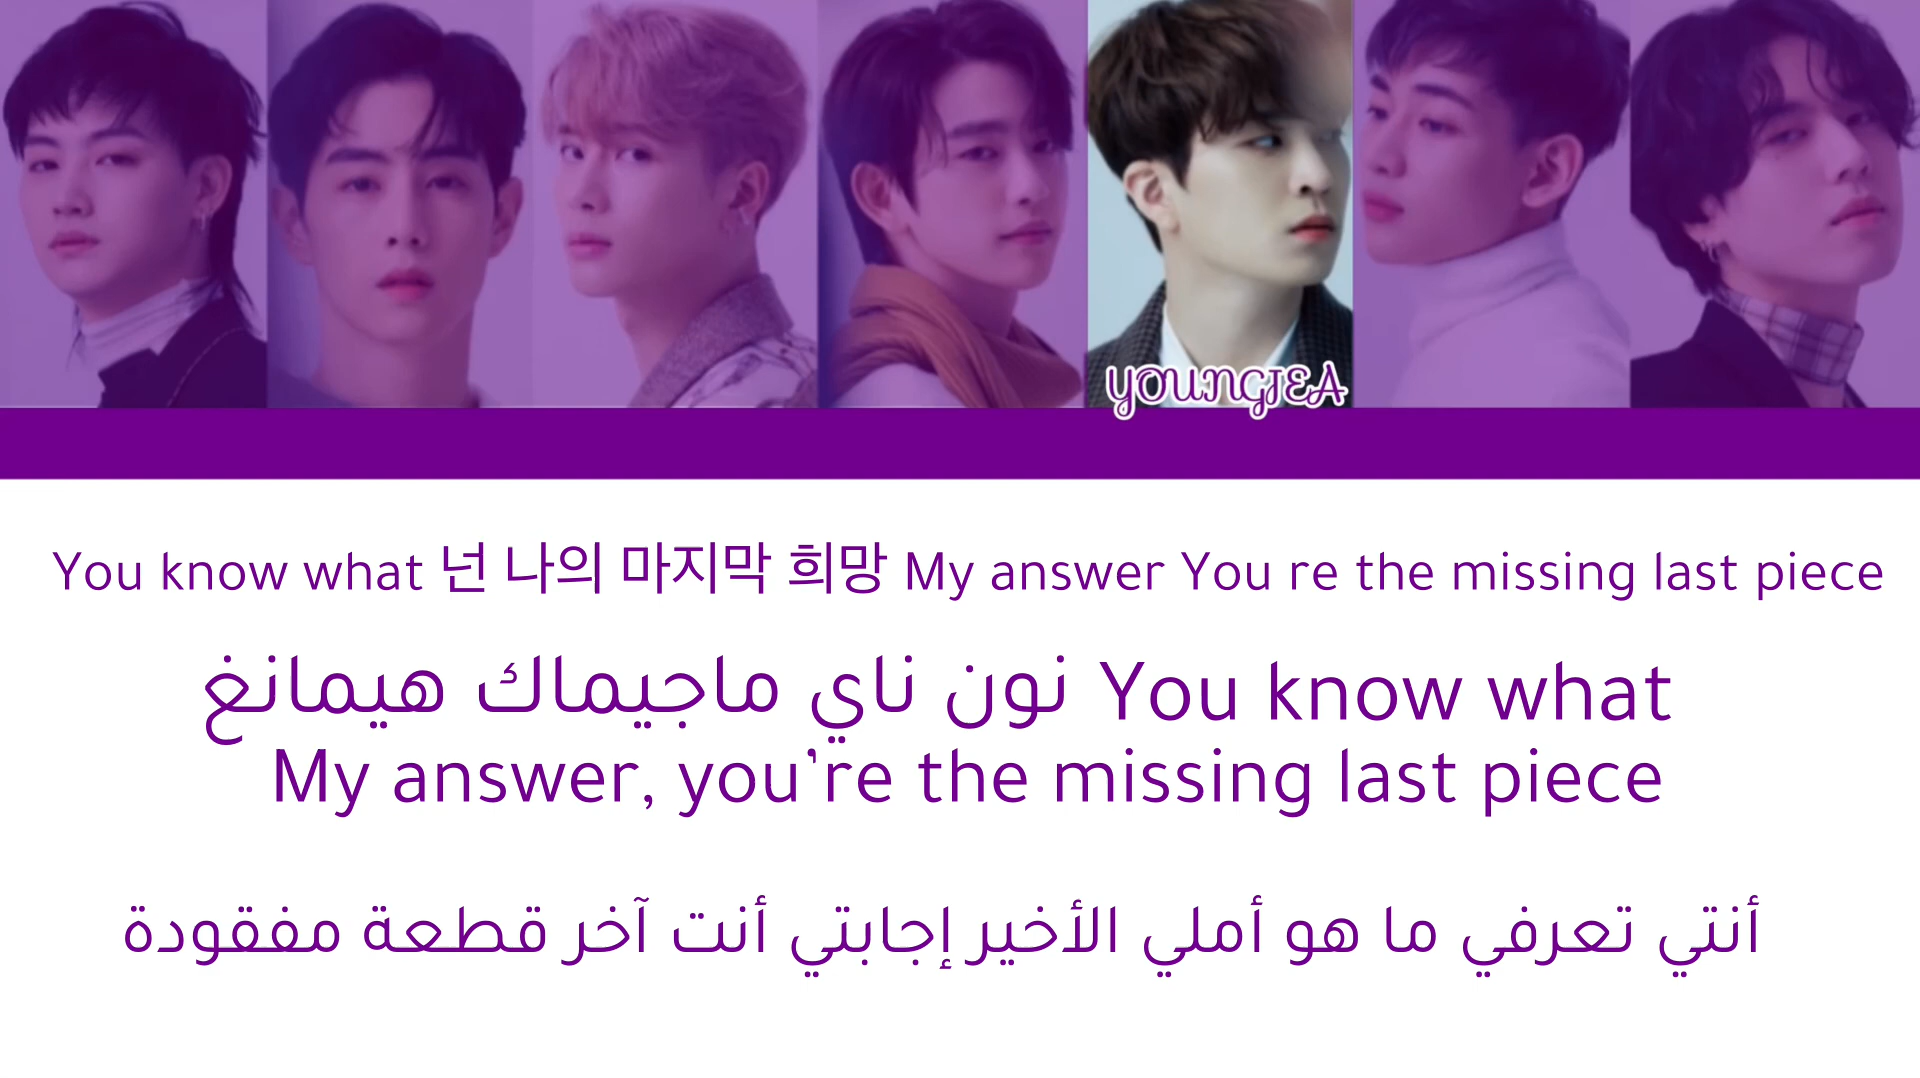 YOUNGJEA
You know what 넌 나의 마지막 희망 My answer You re the missing last piece
You know what نون ناي ماجيماك هيمانغ
My answer, you’re the missing last piece
أنتي تعرفي ما هو أملي الأخير إجابتي أنت آخر قطعة مفقودة